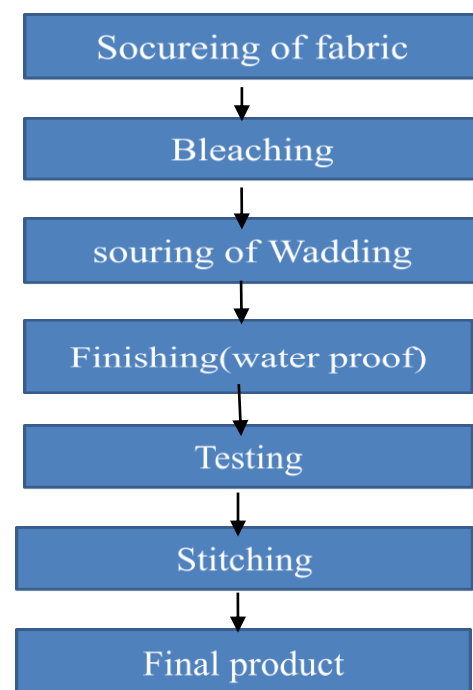 Socureing of fabric
Bleaching
souring of Wadding
Finishing(water proof)
Testing
Stitching
Final product